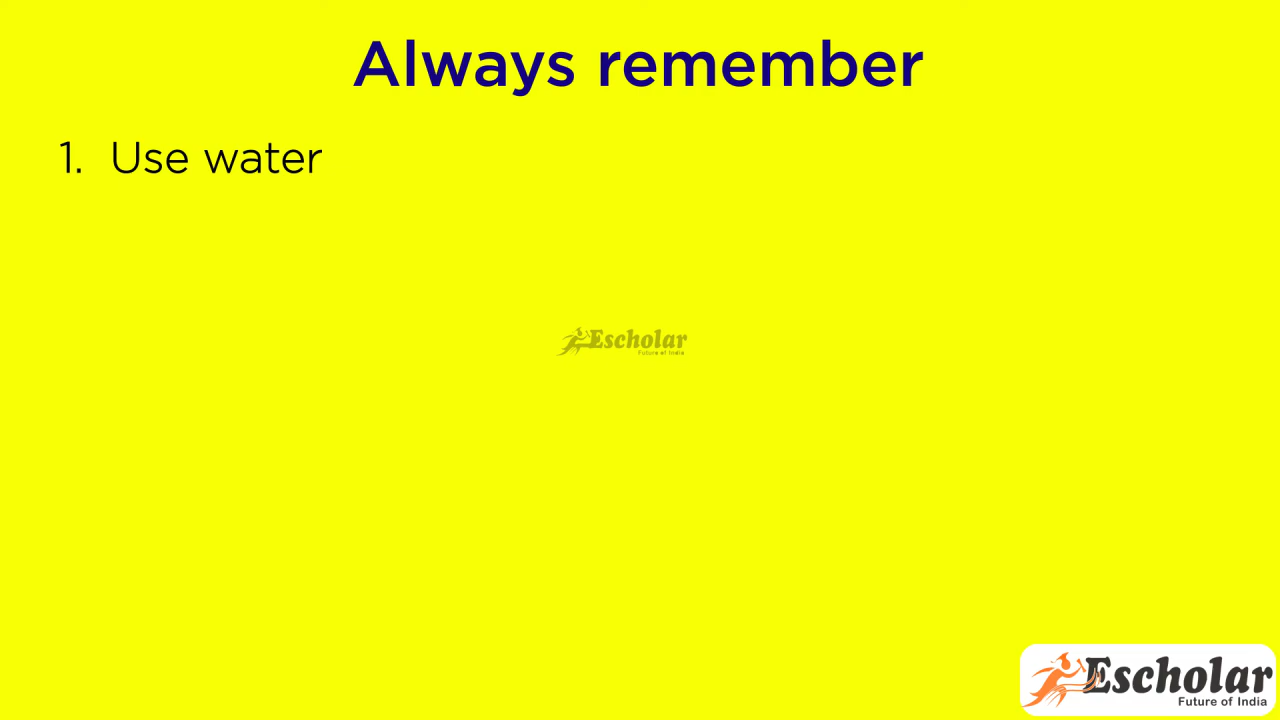 Always remember
1. Use water
Escholar
Future of India
Escholar
Future of India